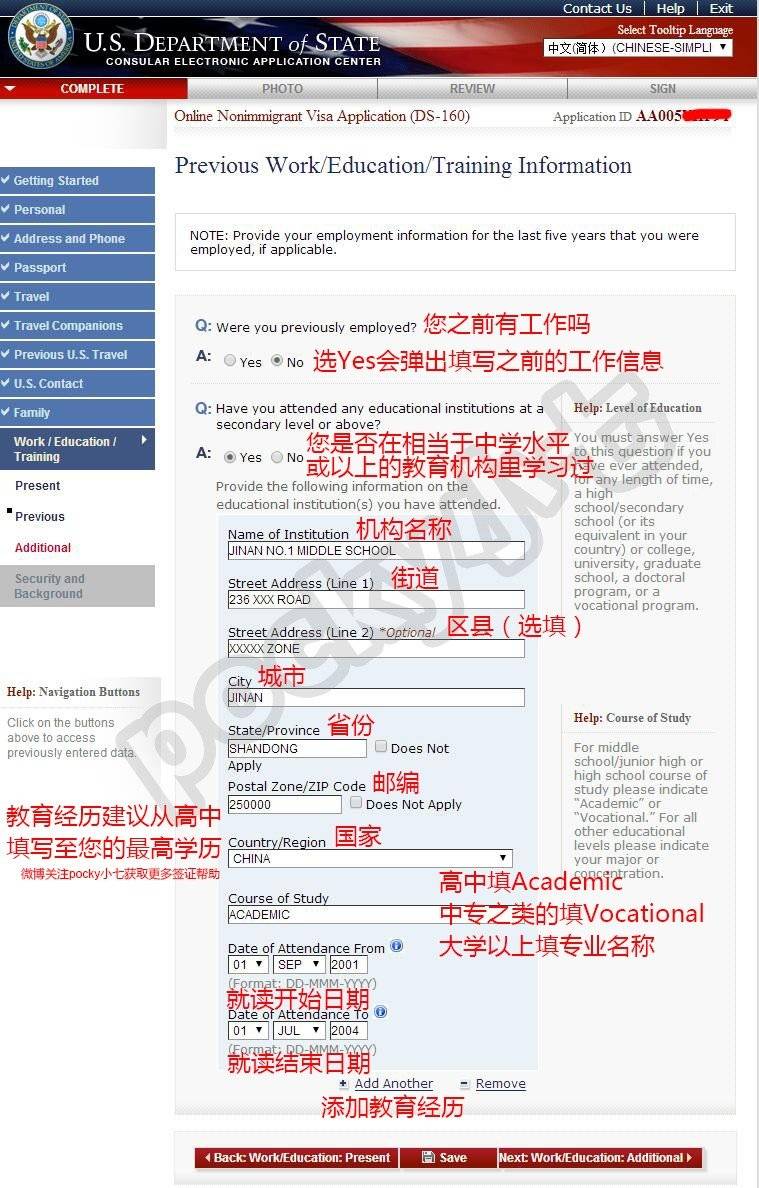 Contact Us | Help | Exit
Select Tooltip Language
U.S. DEPARTMENT of STATE
CONSULAR ELECTRONIC APPLICATION CENTER
中文(简体) (CHINESE-SIMPLI
COMPLETE PHOTO REVIEW SIGN
Online Nonimmigrant Visa Application (DS-160)
Application ID AA005
Previous Work/Education/Training Information
Getting Started
Personal
Address and Phone
Passport
Travel
Travel Companions
Previous U.S. Travel
U.S. Contact
Family
Work / Education /
Training
Present
Previous
Additional
Security and
Background
Help: Navigation Buttons
Click on the buttons
above to access
previously entered data.
教育经历建议从高中
填写至您的最高学历
微博关注pocky小七获取更多签证帮助
NOTE: Provide your employment information for the last five years that you were
employed, if applicable.
Q: Were you previously employed? 您之前有工作吗
A: Yes No 选Yes会弹出填写之前的工作信息
Q: Have you attended any educational institutions at a
secondary level or above?
A: Yes No 您是否在相当于中学水平
或以上的教育机构里学习过
Provide the following information on the
educational institution(s) you have attended.
Name of Institution 机构名称
JINAN NO.1 MIDDLE SCHOOL
Street Address (Line 1) 街道
236 XXX ROAD
Street Address (Line 2) *Optional 区县（选填）
XXXXX ZONE
City 城市
JINAN
State/Province 省份
SHANDONG Does Not
Apply
Postal Zone/ZIP Code 邮编
250000 Does Not Apply
Country/Region 国家
CHINA
Course of Study
ACADEMIC
高中填Academic
中专之类的填Vocational
大学以上填专业名称
Date of Attendance From
01 SEP 2001
(Format: DD-MMM-YYYY)
就读开始日期
Date of Attendance To
01 JUL 2004
(Format: DD-MMM-YYYY)
就读结束日期
Add Another Remove
添加教育经历
Help: Level of Education
You must answer Yes
to this question if you
have ever attended,
for any length of time,
a high
school/secondary
school (or its
equivalent in your
country) or college,
university, graduate
school, a doctoral
program, or a
vocational program.
Help: Course of Study
For middle
school/junior high or
high school course of
study please indicate
“Academic” or
“Vocational.” For all
other educational
levels please indicate
your major or
concentration.
Back: Work/Education: Present Save Next: Work/Education: Additional